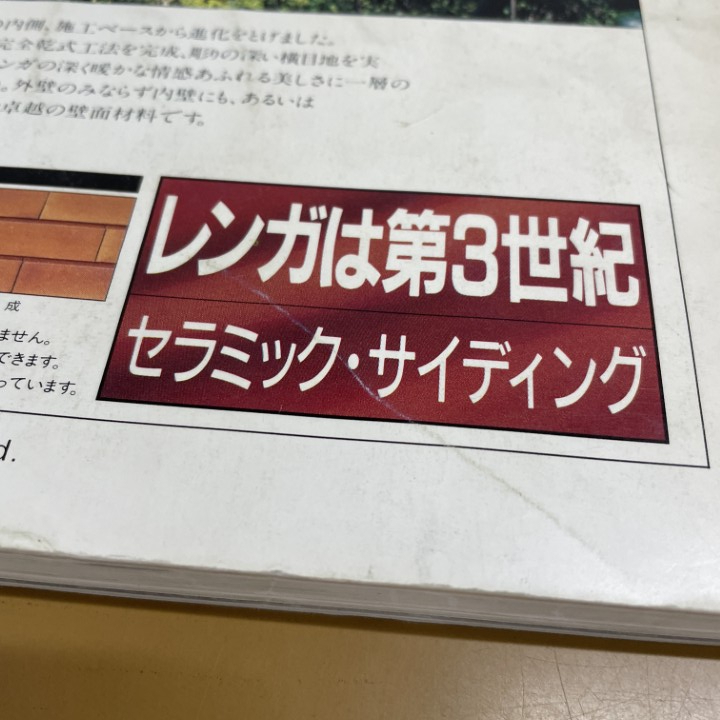 の内側、施工ベースから進化をとげました。
完全乾式工法を完成、彫りの深い横目地を実
ンガの深く暖かな情感あふれる美しさに一層の
。外壁のみならず内壁にも、あるいは
卓越の壁面材料です。
レンガは第3世紀
セラミック・サイディング
成
ません。
できます。
っています。
d.